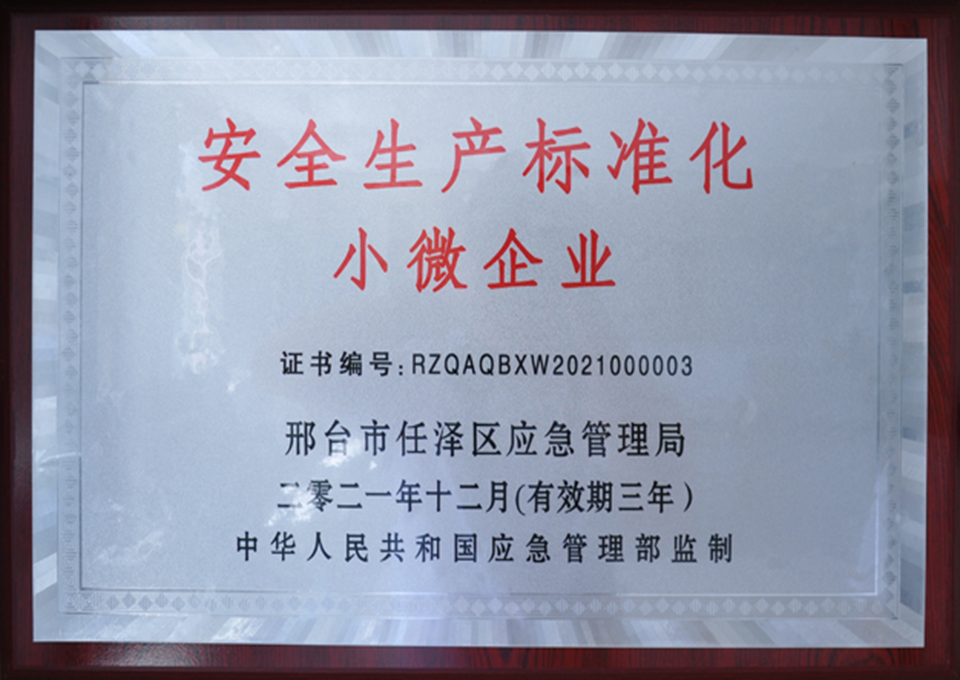 安全生产标准化
小微企业
证书编号:RZQAQBXW2021000003
邢台市任泽区应急管理局
二零二一年十二月(有效期三年)
中华人民共和国应急管理部监制